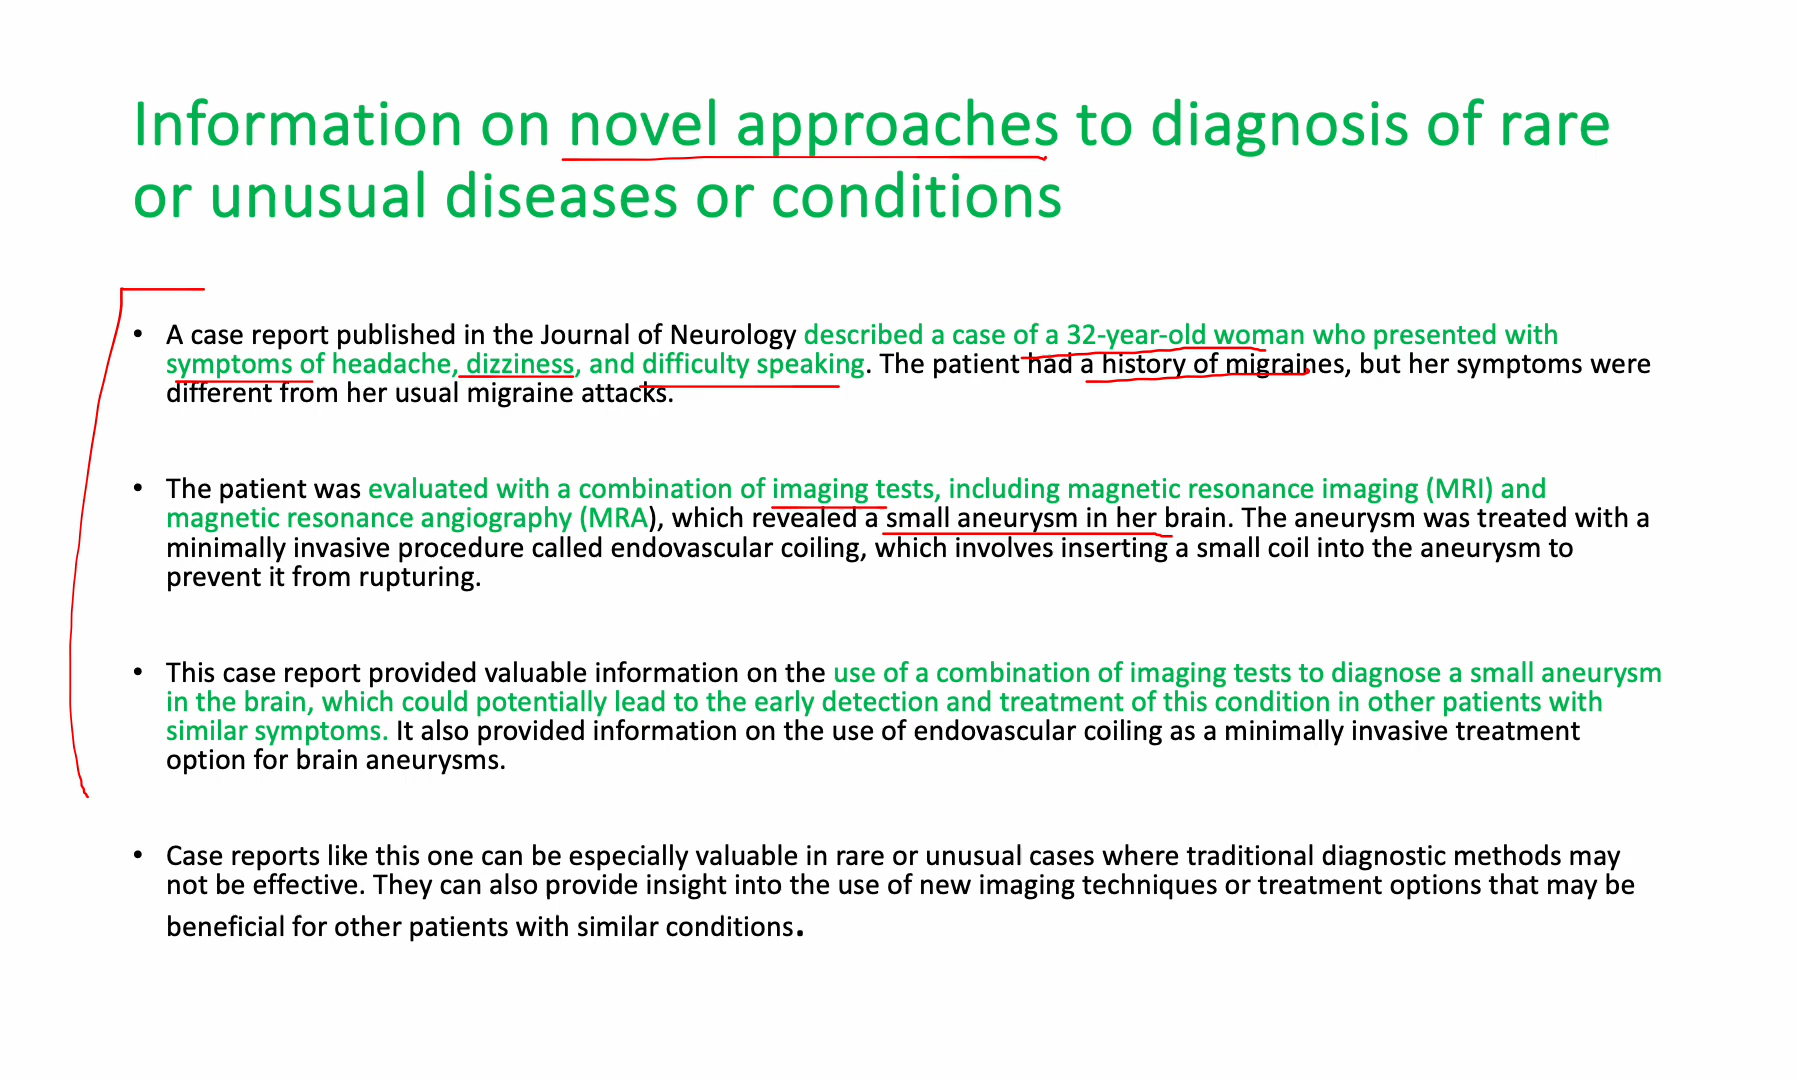 Information on novel approaches to diagnosis of rare
or unusual diseases or conditions
• A case report published in the Journal of Neurology described a case of a 32-year-old woman who presented with
symptoms of headache, dizziness, and difficulty speaking. The patient had a history of migraines, but her symptoms were
different from her usual migraine attacks.
• The patient was evaluated with a combination of imaging tests, including magnetic resonance imaging (MRI) and
magnetic resonance angiography (MRA), which revealed a small aneurysm in her brain. The aneurysm was treated with a
minimally invasive procedure called endovascular coiling, which involves inserting a small coil into the aneurysm to
prevent it from rupturing.
• This case report provided valuable information on the use of a combination of imaging tests to diagnose a small aneurysm
in the brain, which could potentially lead to the early detection and treatment of this condition in other patients with
similar symptoms. It also provided information on the use of endovascular coiling as a minimally invasive treatment
option for brain aneurysms.
• Case reports like this one can be especially valuable in rare or unusual cases where traditional diagnostic methods may
not be effective. They can also provide insight into the use of new imaging techniques or treatment options that may be
beneficial for other patients with similar conditions.